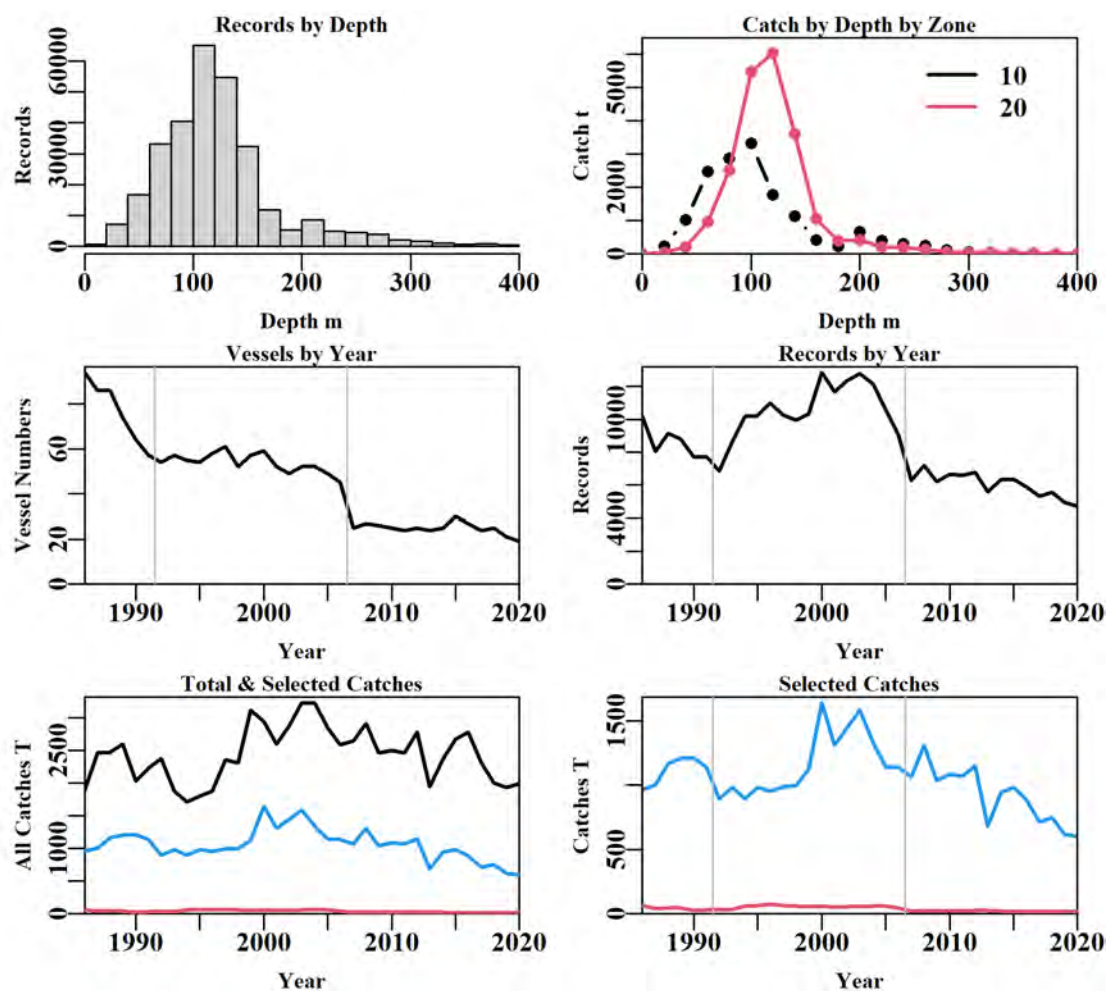 Records by Depth
60000
30000
0
Records
0 100 200 300 400
Depth m
Catch by Depth by Zone
5000
2000
0
Catch t
10
20
0 100 200 300 400
Depth m
Vessels by Year
60
20
0
Vessel Numbers
1990 2000 2010 2020
Year
Records by Year
10000
4000
0
Records
1990 2000 2010 2020
Year
Total & Selected Catches
2500
1000
0
All Catches T
1990 2000 2010 2020
Year
Selected Catches
1500
500
0
Catches T
1990 2000 2010 2020
Year